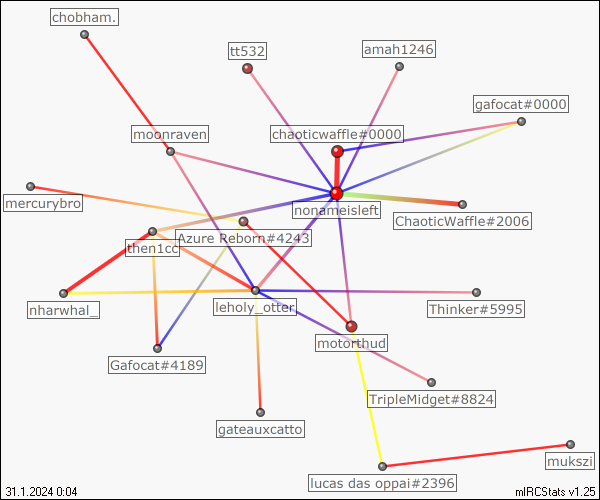 chobham.
tt532
amah1246
gafocat#0000
moonraven
chaoticwaffle#0000
mercurybro
nonameisleft
ChaoticWaffle#2006
then1cc
Azure Reborn#4243
nharwhal_
leholy_otter
Thinker#5995
motorthud
Gafocat#4189
TripleMidget#8824
gateauxcatto
mukszi
lucas das oppai#2396
31.1.2024 0:04
mIRCStats v1.25